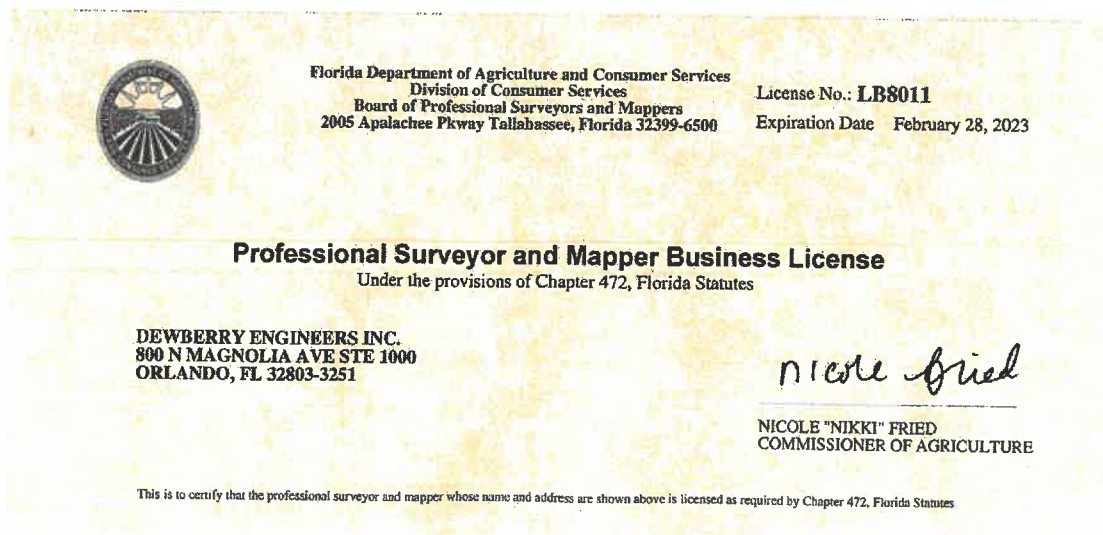 Florida Department of Agriculture and Consumer Services
Division of Consumer Services
Board of Professional Surveyors and Mappers
2005 Apalachee Pkway Tallahassee, Florida 32399-6500
License No.: LB8011
Expiration Date February 28, 2023
Professional Surveyor and Mapper Business License
Under the provisions of Chapter 472, Florida Statutes
DEWBERRY ENGINEERS INC.
800 N MAGNOLIA AVE STE 1000
ORLANDO, FL 32803-3251
nicole fried
NICOLE "NIKKI" FRIED
COMMISSIONER OF AGRICULTURE
This is to certify that the professional surveyor and mapper whose name and address are shown above is licensed as required by Chapter 472, Florida Statutes